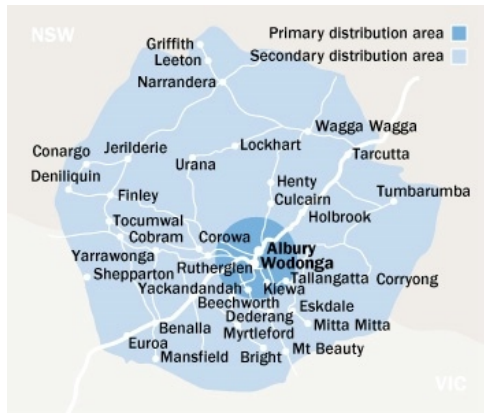 NSW
Primary distribution area
Secondary distribution area
Griffith
Leeton
Narrandera
Wagga Wagga
Lockhart
Tarcutta
Conargo
Jerilderie
Urana
Deniliquin
Henty
Tumbarumba
Finley
Culcairn
Holbrook
Tocumwal
Cobram
Corowa
Albury
Wodonga
Yarrawonga
Rutherglen
Shepparton
Tallangatta
Corryong
Yackandandah
Kiewa
Beechworth
Eskdale
Dederang
Mitta Mitta
Benalla
Myrtleford
Euroa
Mansfield
Bright
Mt Beauty
VIC